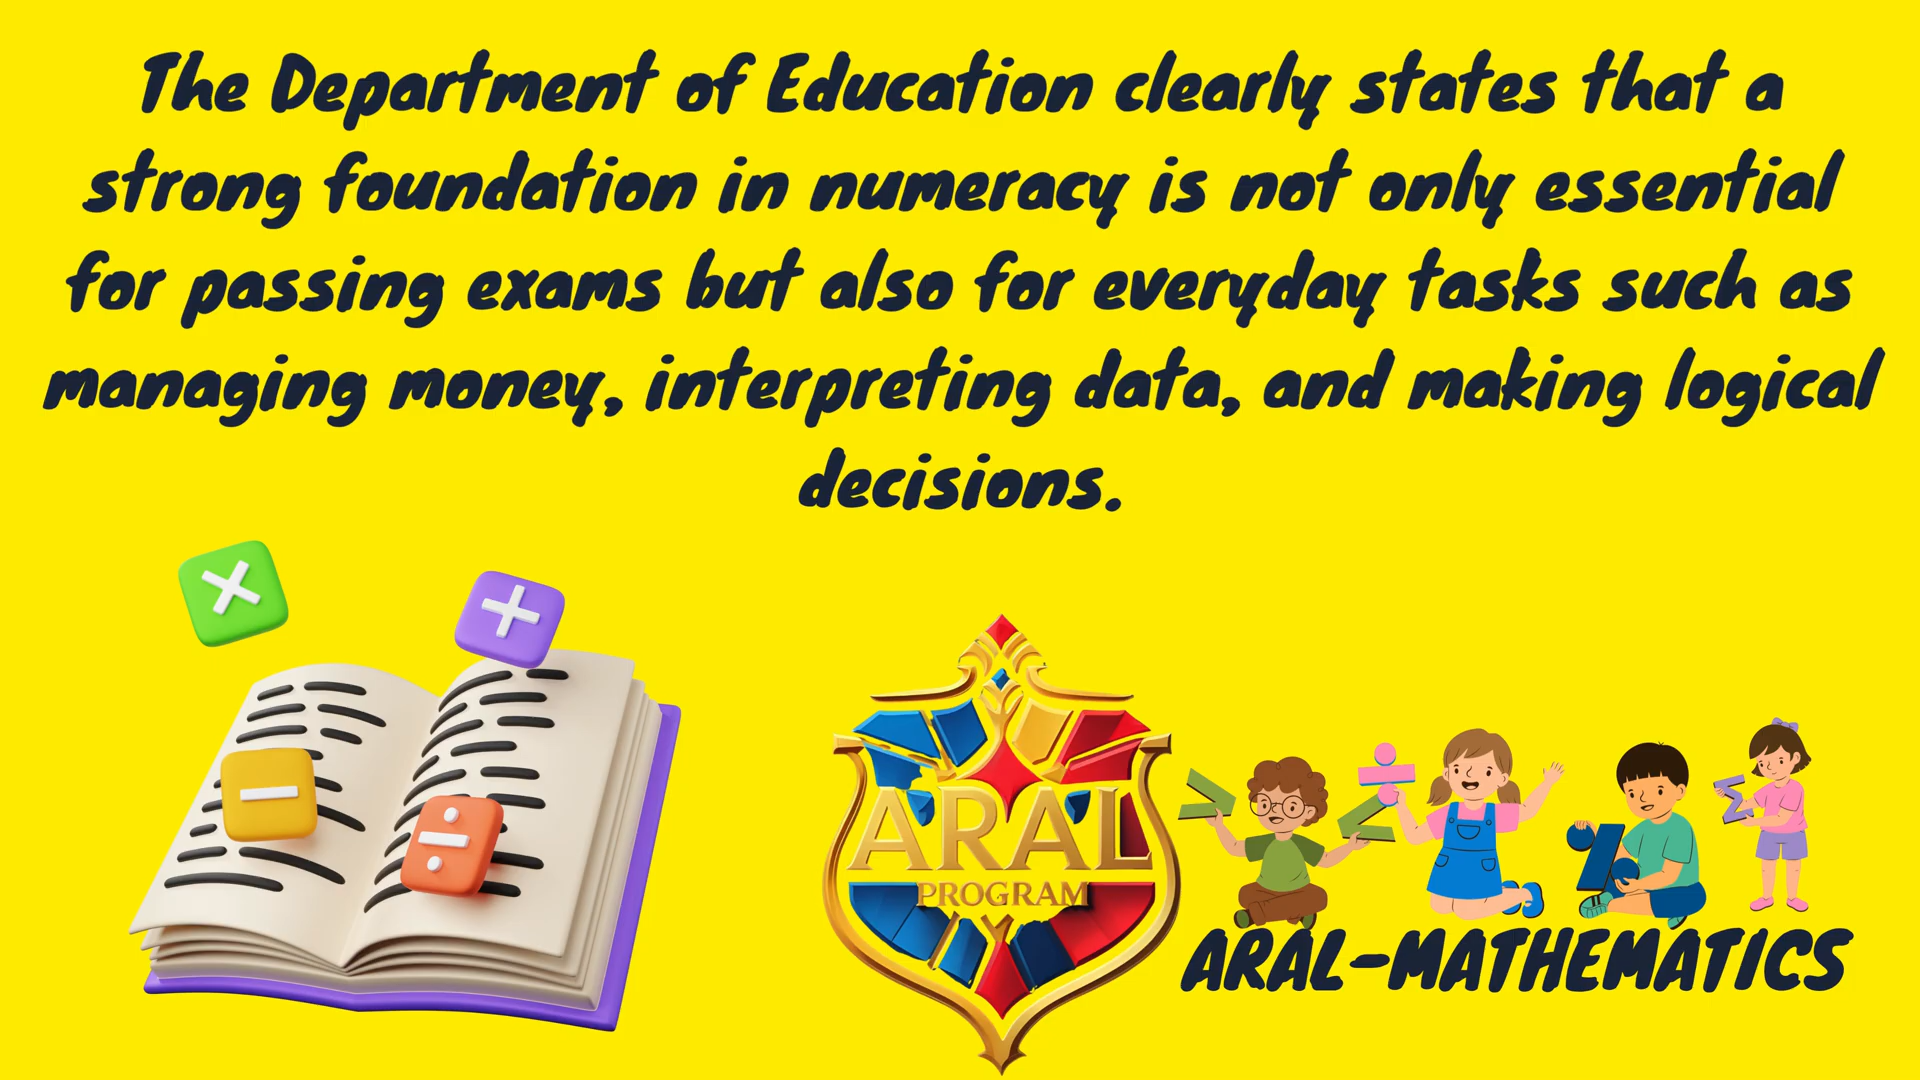 The Department of Education clearly states that a
strong foundation in numeracy is not only essential
for passing exams but also for everyday tasks such as
managing money, interpreting data, and making logical
decisions.
ARAL
PROGRAM
ARAL-MATHEMATICS